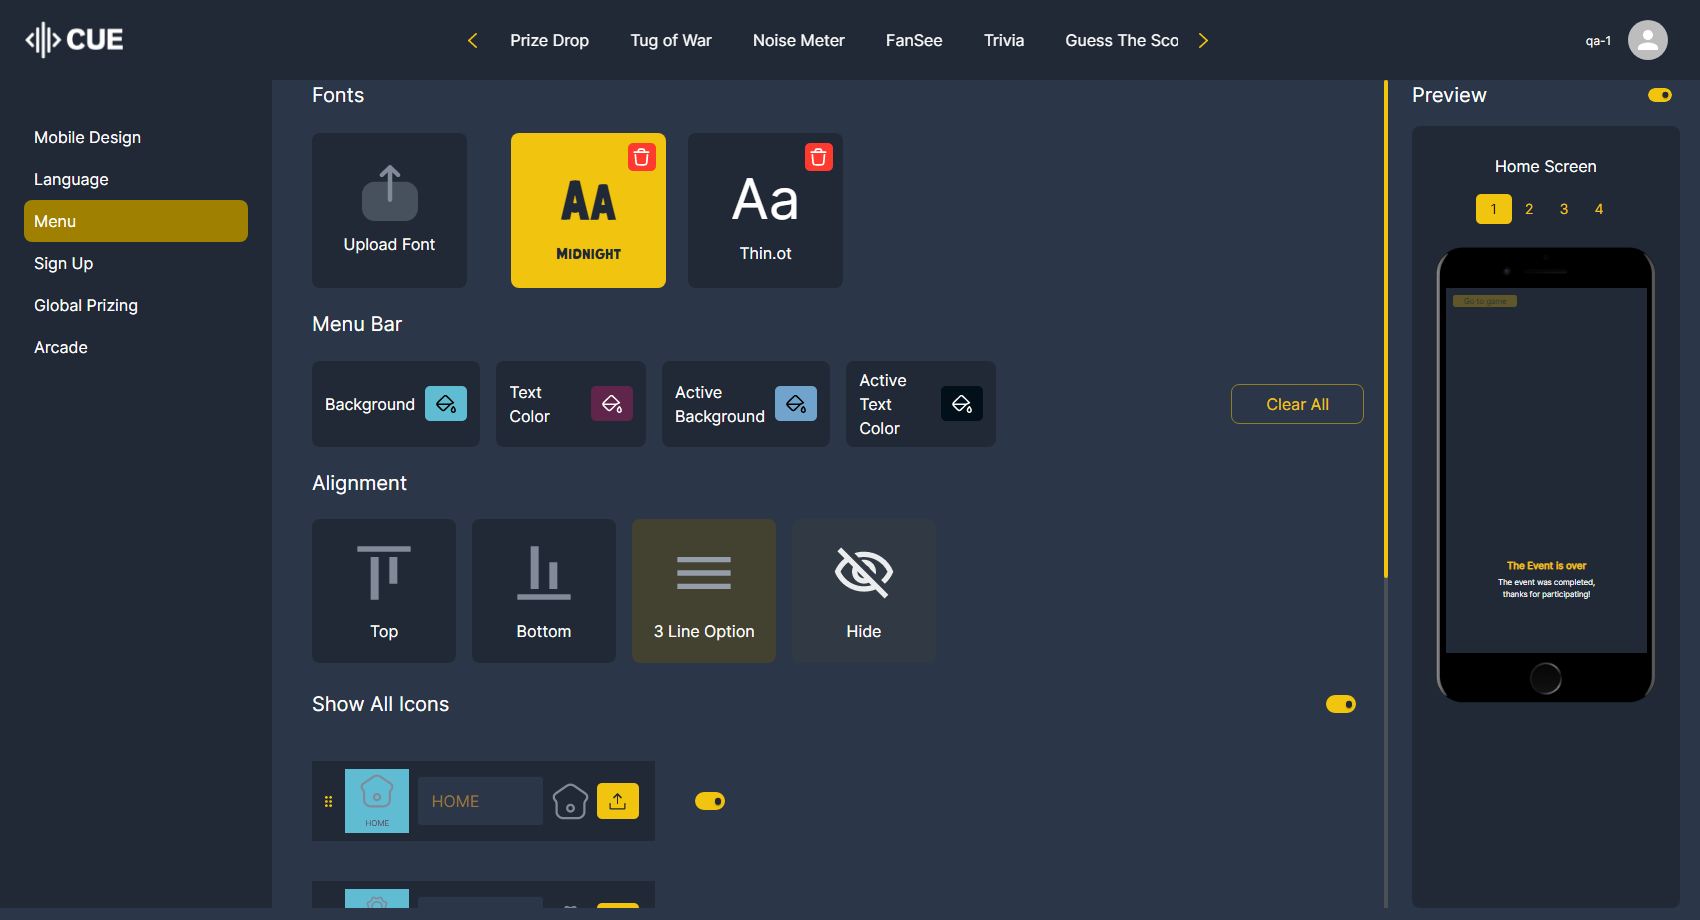 CUE
Prize Drop
Tug of War
Noise Meter
FanSee
Trivia
Guess The Sco
qa-1
Mobile Design
Language
Menu
Sign Up
Global Prizing
Arcade
Fonts
Upload Font
AA
MIDNIGHT
Aa
Thin.ot
Menu Bar
Background
Text
Color
Active
Background
Active
Text
Color
Clear All
Alignment
Top
Bottom
3 Line Option
Hide
Show All Icons
HOME
HOME
Preview
Home Screen
1 2 3 4
Go to game
The Event is over
The event was completed,
thanks for participating!